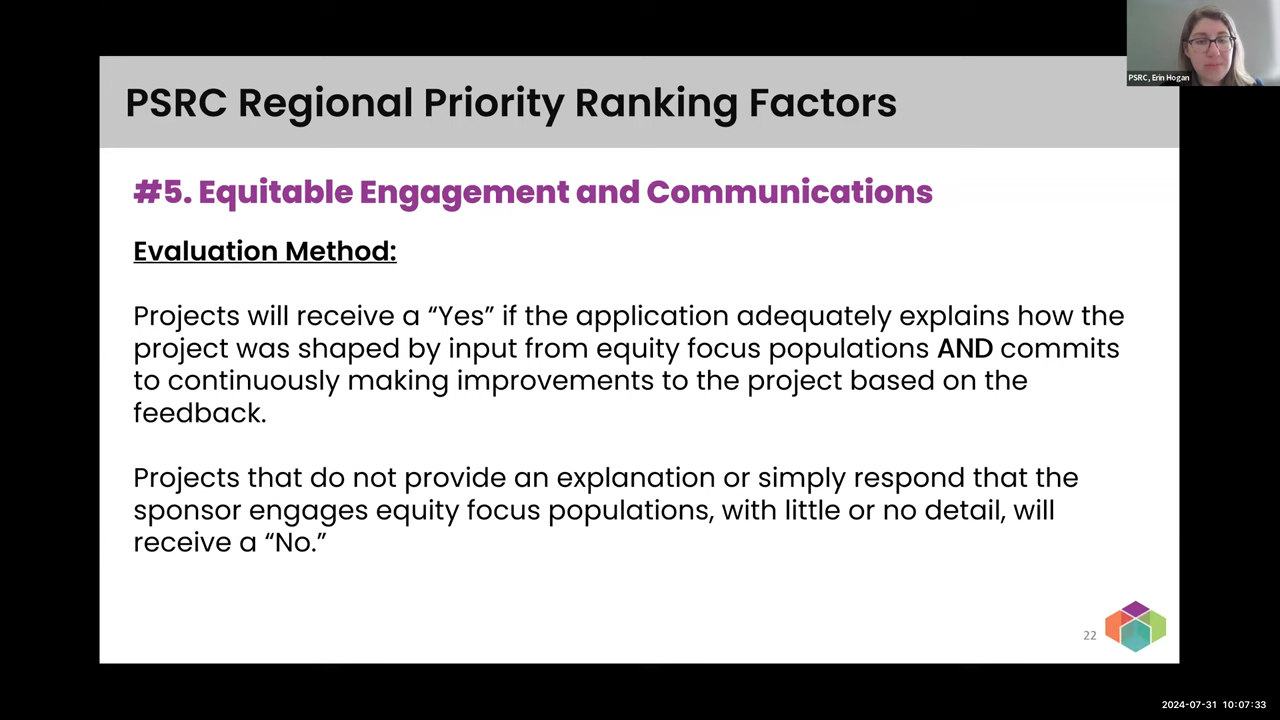 PSRC, Erin Hogan
PSRC Regional Priority Ranking Factors
#5. Equitable Engagement and Communications
Evaluation Method:
Projects will receive a “Yes” if the application adequately explains how the
project was shaped by input from equity focus populations AND commits
to continuously making improvements to the project based on the
feedback.
Projects that do not provide an explanation or simply respond that the
sponsor engages equity focus populations, with little or no detail, will
receive a “No.”
22
2024-07-31 10:07:33